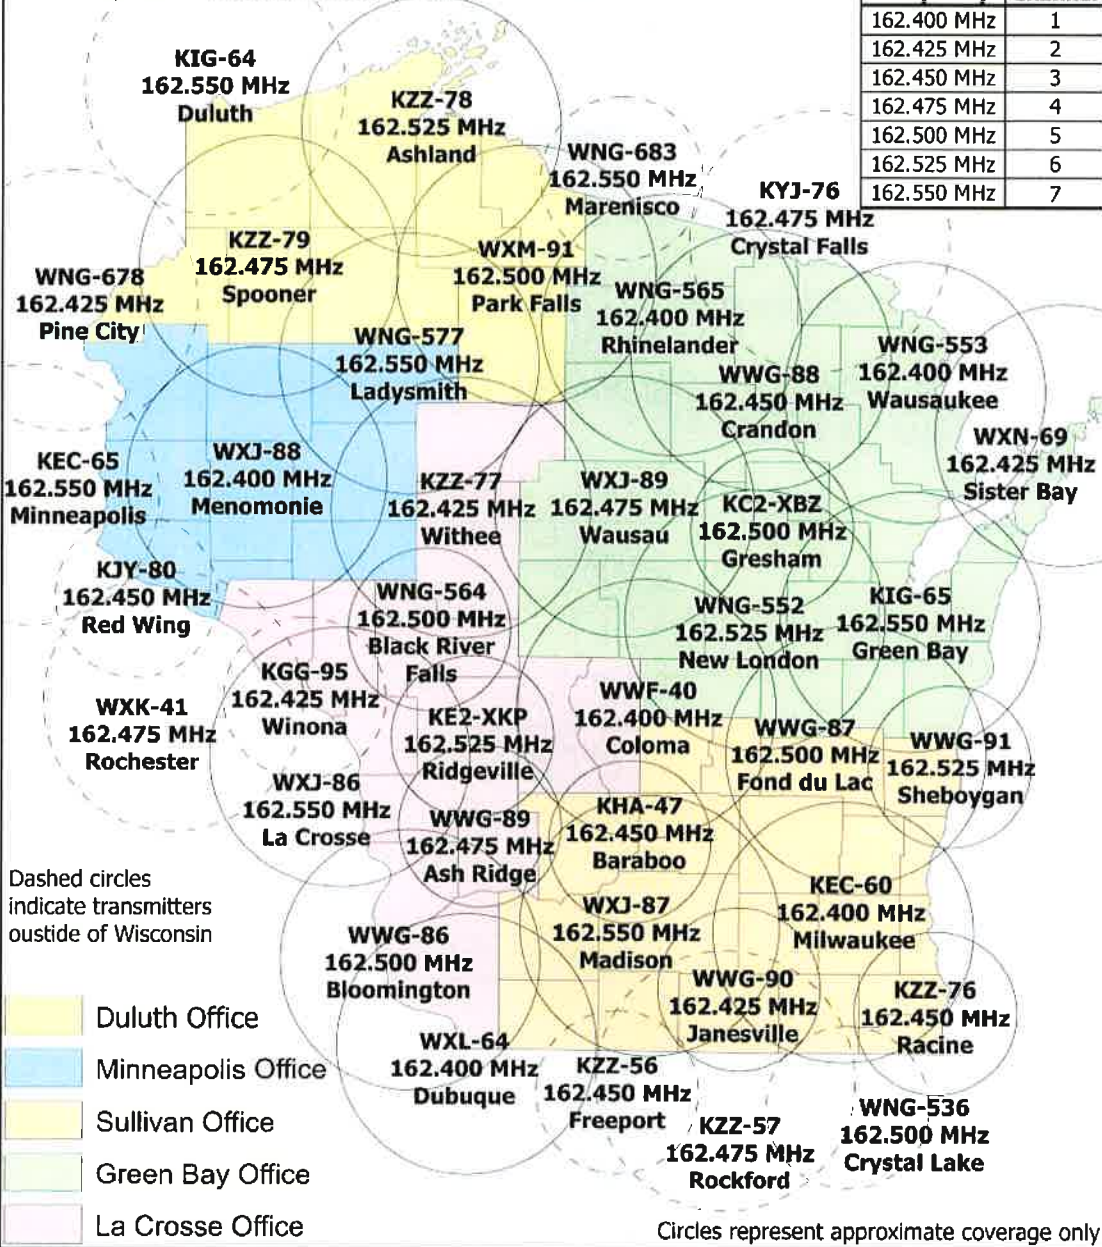 162.400 MHz 1
162.425 MHz 2
162.450 MHz 3
162.475 MHz 4
162.500 MHz 5
162.525 MHz 6
162.550 MHz 7
KIG-64
162.550 MHz
Duluth
KZZ-78
162.525 MHz
Ashland
WNG-683
162.550 MHz
Marenisco
KYJ-76
162.475 MHz
Crystal Falls
KZZ-79
162.475 MHz
Spooner
WXM-91
162.500 MHz
Park Falls
WNG-678
162.425 MHz
Pine City
WNG-565
162.400 MHz
Rhinelander
WNG-577
162.550 MHz
Ladysmith
WNG-553
162.400 MHz
Wausaukee
WWG-88
162.450 MHz
Crandon
WXN-69
162.425 MHz
Sister Bay
KEC-65
162.550 MHz
Minneapolis
WXJ-88
162.400 MHz
Menomonie
KZZ-77
162.425 MHz
Withee
WXJ-89
162.475 MHz
Wausau
KC2-XBZ
162.500 MHz
Gresham
KJY-80
162.450 MHz
Red Wing
WNG-564
162.500 MHz
Black River
Falls
WNG-552
162.525 MHz
New London
KIG-65
162.550 MHz
Green Bay
KGG-95
162.425 MHz
Winona
WXK-41
162.475 MHz
Rochester
KE2-XKP
162.525 MHz
Ridgeville
WWF-40
162.400 MHz
Coloma
WWG-87
162.500 MHz
Fond du Lac
WWG-91
162.525 MHz
Sheboygan
WXJ-86
162.550 MHz
La Crosse
WWG-89
162.475 MHz
Ash Ridge
KHA-47
162.450 MHz
Baraboo
KEC-60
162.400 MHz
Milwaukee
WXJ-87
162.550 MHz
Madison
WWG-86
162.500 MHz
Bloomington
WWG-90
162.425 MHz
Janesville
KZZ-76
162.450 MHz
Racine
WXL-64
162.400 MHz
Dubuque
KZZ-56
162.450 MHz
Freeport
KZZ-57
162.475 MHz
Rockford
WNG-536
162.500 MHz
Crystal Lake
Dashed circles
indicate transmitters
oustide of Wisconsin
Duluth Office
Minneapolis Office
Sullivan Office
Green Bay Office
La Crosse Office
Circles represent approximate coverage only